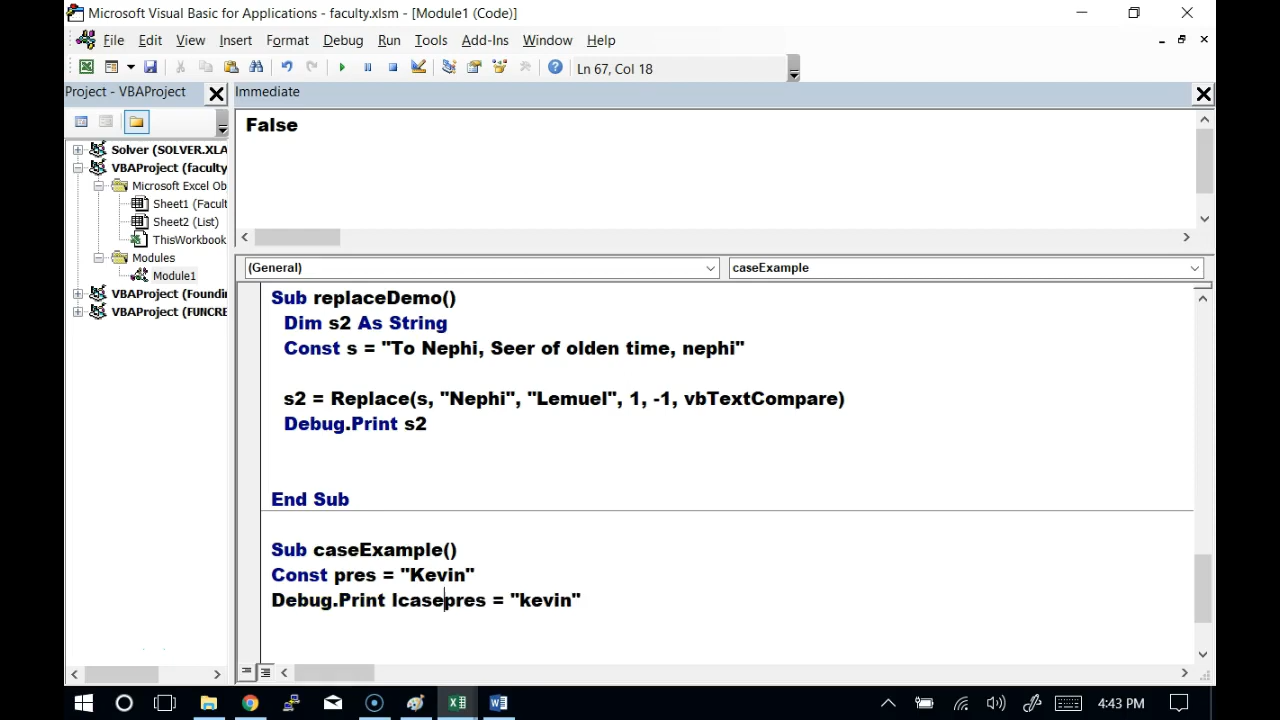 Microsoft Visual Basic for Applications - faculty.xlsm - [Module1 (Code)]
File Edit View Insert Format Debug Run Tools Add-Ins Window Help
Ln 67, Col 18
Project - VBAProject
Immediate
False
Solver (SOLVER.XLA
VBAProject (faculty
Microsoft Excel Ob
Sheet1 (Facul
Sheet2 (List)
ThisWorkbook
Modules
Module1
VBAProject (Foundin
VBAProject (FUNCRE
(General)
caseExample
Sub replaceDemo()
Dim s2 As String
Const s = "To Nephi, Seer of olden time, nephi"
s2 = Replace(s, "Nephi", "Lemuel", 1, -1, vbTextCompare)
Debug.Print s2
End Sub
Sub caseExample()
Const pres = "Kevin"
Debug.Print lcasepres = "kevin"
4:43 PM